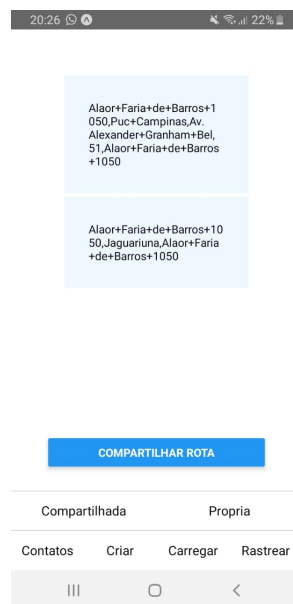 20:26 22%
Alaor+Faria+de+Barros+1
050,Puc+Campinas,Av.
Alexander+Granham+Bel,
51,Alaor+Faria+de+Barros
+1050
Alaor+Faria+de+Barros+10
50,Jaguariuna,Alaor+Faria
+de+Barros+1050
COMPARTILHAR ROTA
Compartilhada Propria
Contatos Criar Carregar Rastrear